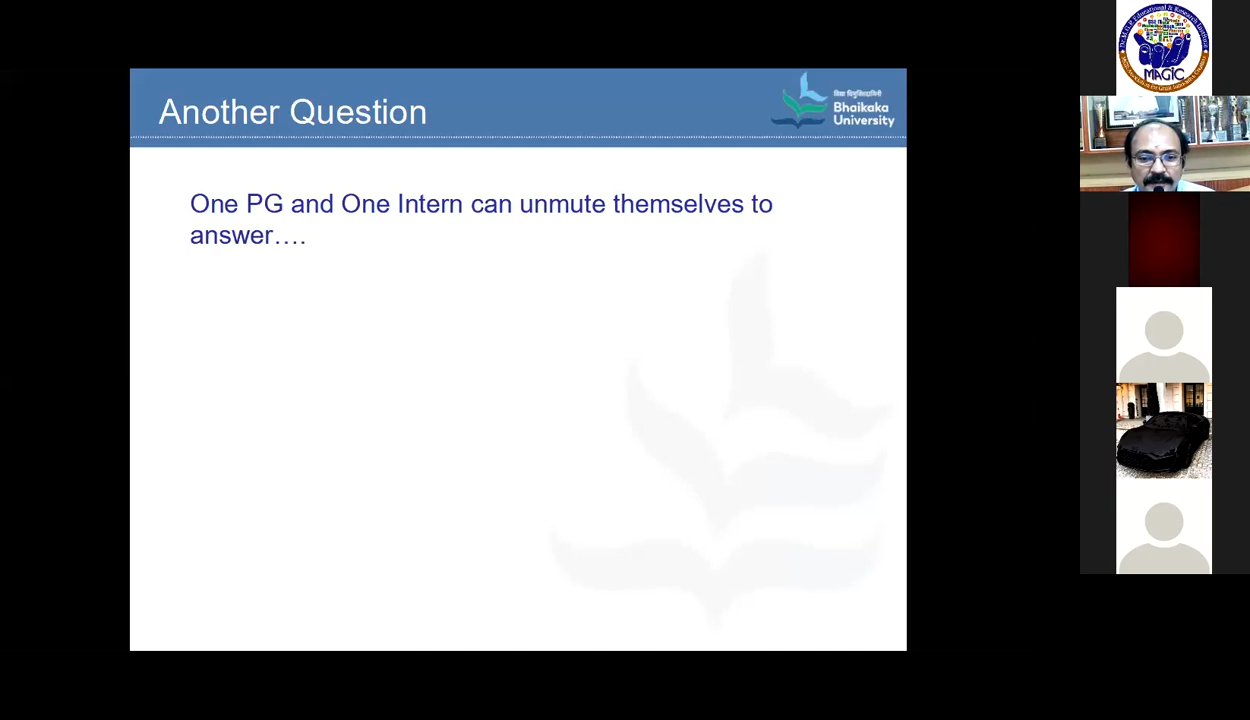 Another Question
Bhaikaka
University
One PG and One Intern can unmute themselves to
answer….
MAGIC